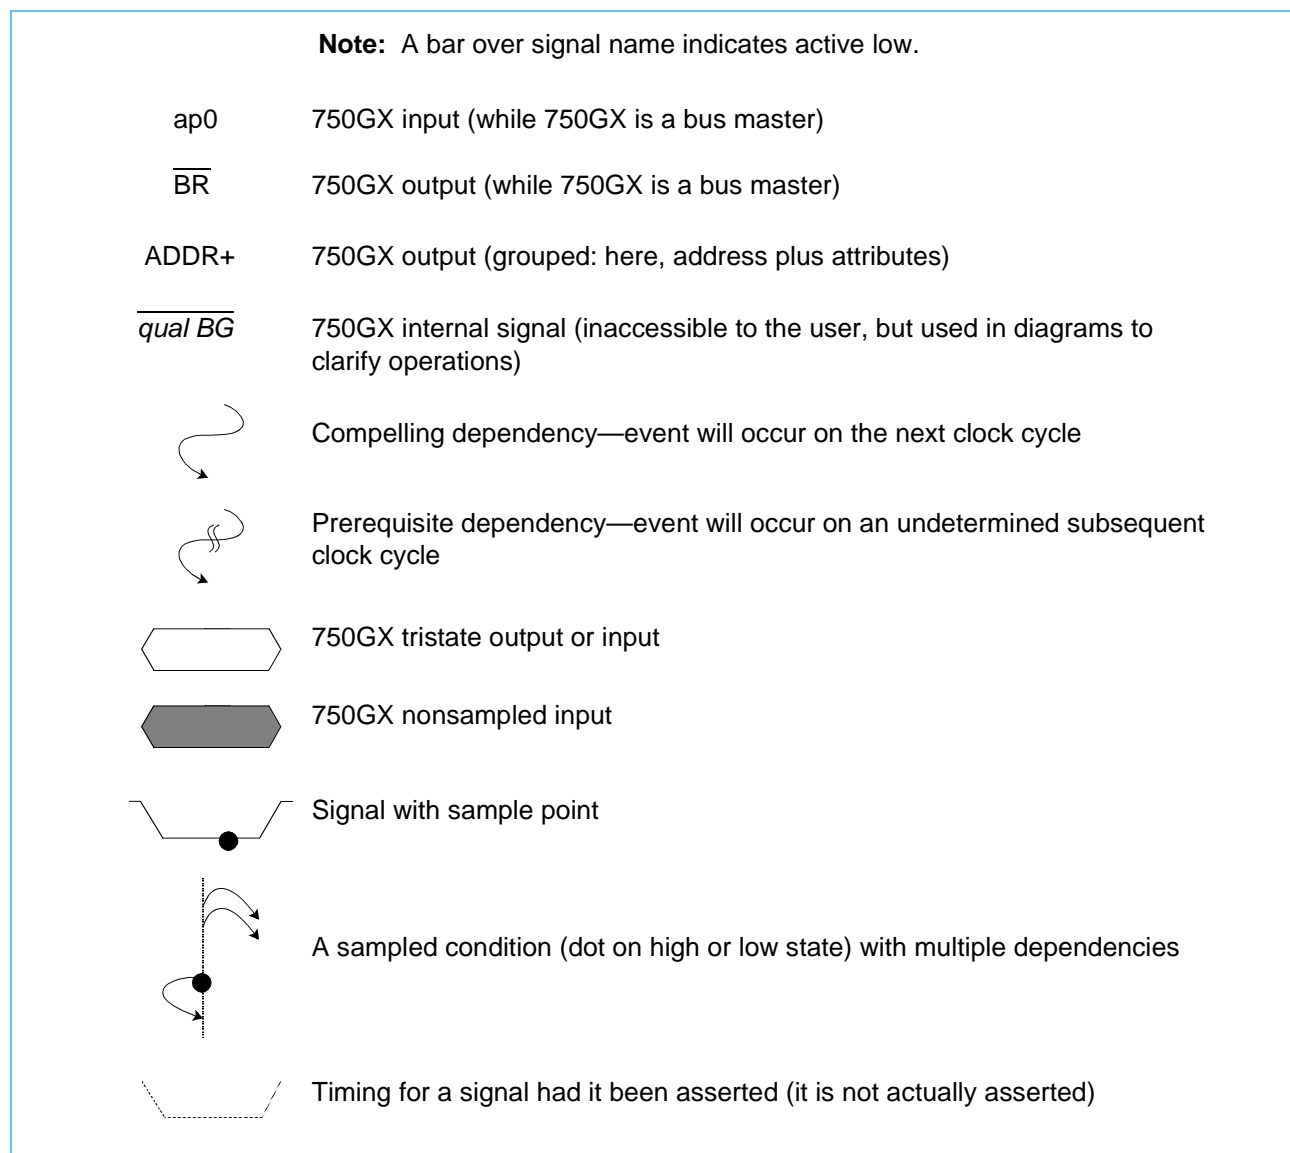 Note: A bar over signal name indicates active low.
ap0 750GX input (while 750GX is a bus master)
B̅R̅ 750GX output (while 750GX is a bus master)
ADDR+ 750GX output (grouped: here, address plus attributes)
q̅u̅a̅l̅ ̅B̅G̅ 750GX internal signal (inaccessible to the user, but used in diagrams to
clarify operations)
Compelling dependency—event will occur on the next clock cycle
Prerequisite dependency—event will occur on an undetermined subsequent
clock cycle
750GX tristate output or input
750GX nonsampled input
Signal with sample point
A sampled condition (dot on high or low state) with multiple dependencies
Timing for a signal had it been asserted (it is not actually asserted)